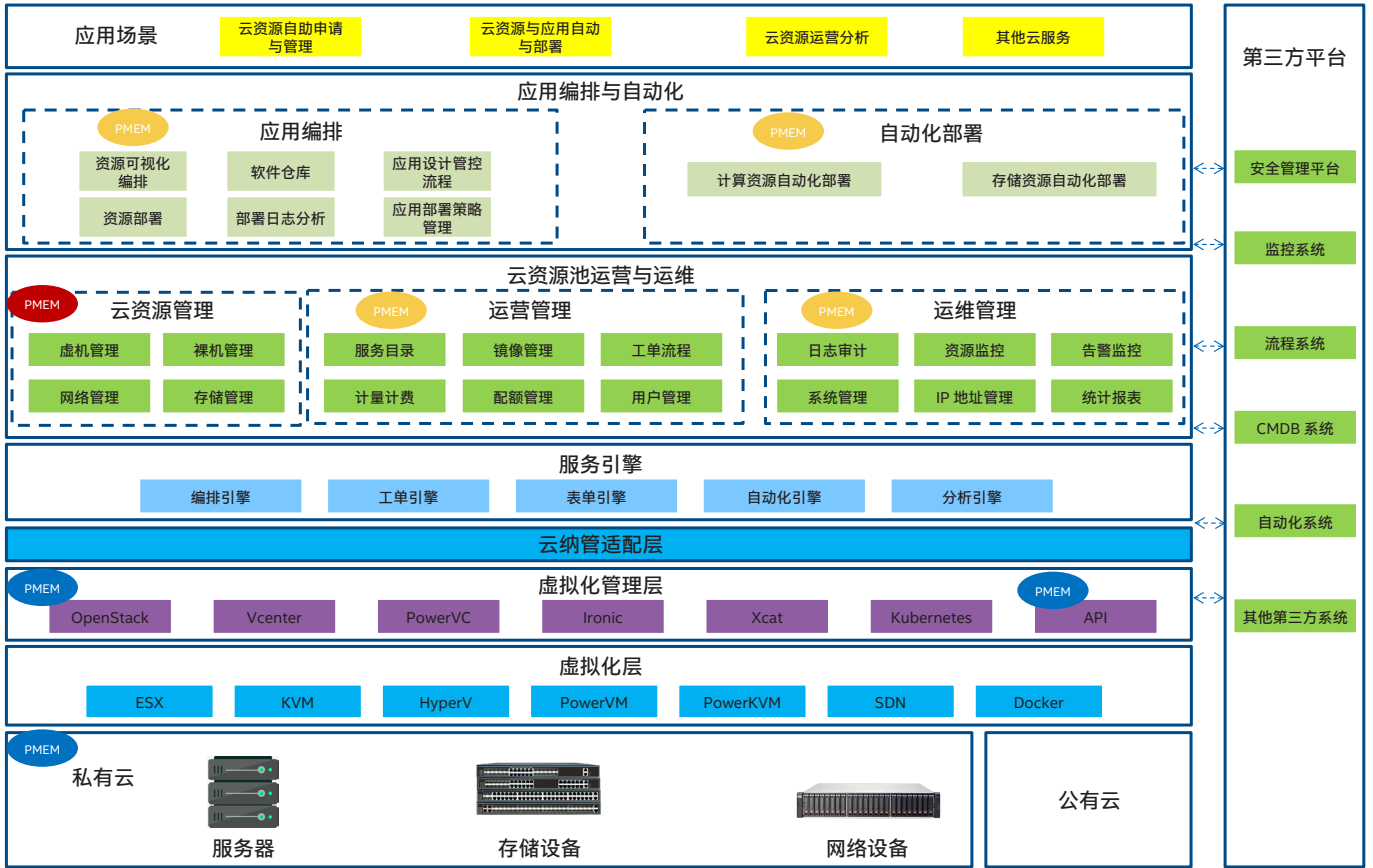 应用场景
云资源自助申请
与管理
云资源与应用自动
与部署
云资源运营分析
其他云服务
应用编排与自动化
PMEM
应用编排
资源可视化
编排
软件仓库
应用设计管控
流程
资源部署
部署日志分析
应用部署策略
管理
PMEM
自动化部署
计算资源自动化部署
存储资源自动化部署
云资源池运营与运维
PMEM
云资源管理
虚机管理
裸机管理
网络管理
存储管理
PMEM
运营管理
服务目录
镜像管理
工单流程
计量计费
配额管理
用户管理
PMEM
运维管理
日志审计
资源监控
告警监控
系统管理
IP 地址管理
统计报表
服务引擎
编排引擎
工单引擎
表单引擎
自动化引擎
分析引擎
云纳管适配层
PMEM
虚拟化管理层
PMEM
OpenStack
Vcenter
PowerVC
Ironic
Xcat
Kubernetes
API
虚拟化层
ESX
KVM
HyperV
PowerVM
PowerKVM
SDN
Docker
PMEM
私有云
服务器
存储设备
网络设备
公有云
第三方平台
安全管理平台
监控系统
流程系统
CMDB 系统
自动化系统
其他第三方系统